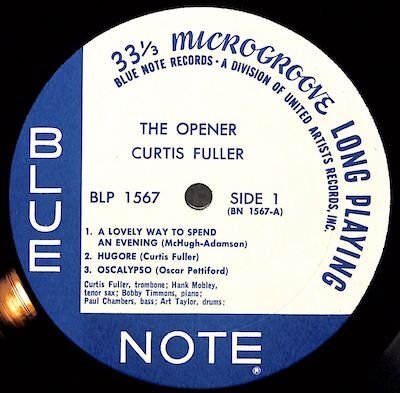 33 1/3 MICROGROOVE LONG PLAYING
BLUE NOTE RECORDS · A DIVISION OF UNITED ARTISTS RECORDS, INC.
THE OPENER
CURTIS FULLER
BLP 1567 SIDE 1
(BN 1567-A)
1. A LOVELY WAY TO SPEND
AN EVENING (McHugh-Adamson)
2. HUGORE (Curtis Fuller)
3. OSCALYPSO (Oscar Pettiford)
Curtis Fuller, trombone; Hank Mobley,
tenor sax; Bobby Timmons, piano;
Paul Chambers, bass; Art Taylor, drums;
BLUE
NOTE
®